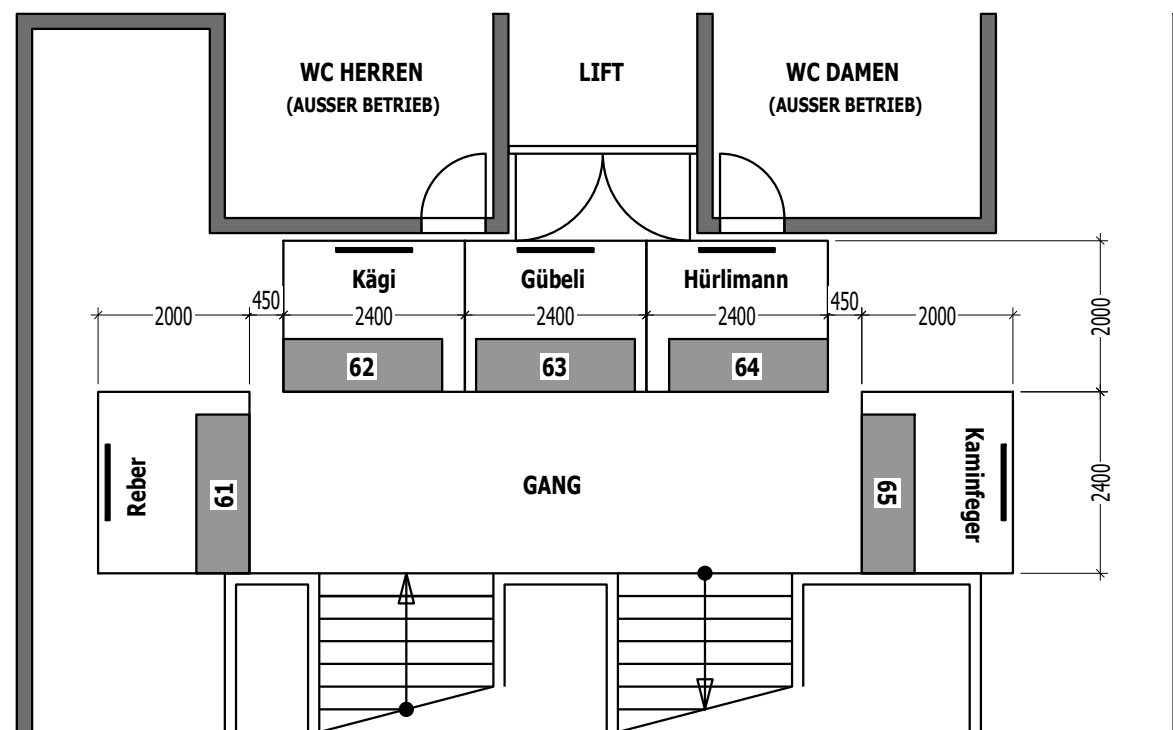 WC HERREN
(AUSSER BETRIEB)
LIFT
WC DAMEN
(AUSSER BETRIEB)
Kägi
Gübeli
Hürlimann
2000
450
2400
2400
2400
450
2000
2000
62
63
64
Reber
61
GANG
65
Kaminfeger
2400